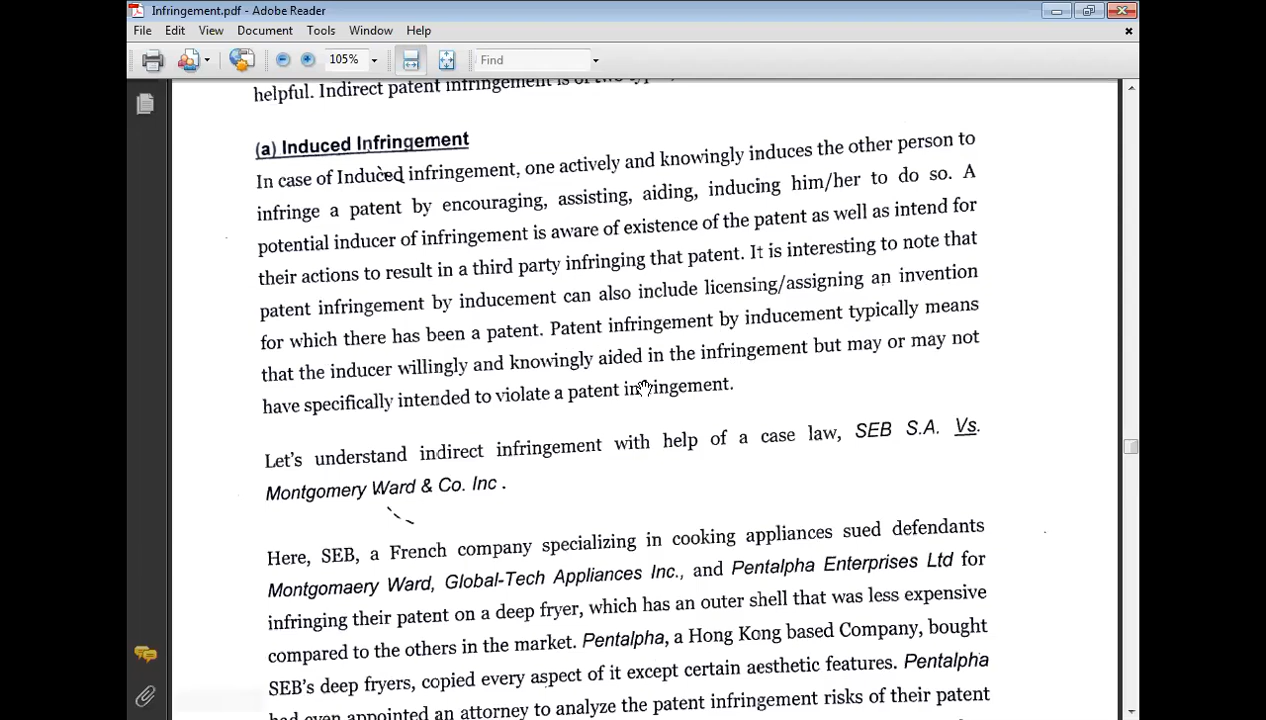 Infringement.pdf - Adobe Reader
File Edit View Document Tools Window Help
105% Find
helpful. Indirect patent infringement is of two
(a) Induced Infringement
In case of Induced infringement, one actively and knowingly induces the other person to
infringe a patent by encouraging, assisting, aiding, inducing him/her to do so. A
potential inducer of infringement is aware of existence of the patent as well as intend for
their actions to result in a third party infringing that patent. It is interesting to note that
patent infringement by inducement can also include licensing/assigning an invention
for which there has been a patent. Patent infringement by inducement typically means
that the inducer willingly and knowingly aided in the infringement but may or may not
have specifically intended to violate a patent infringement.
Let's understand indirect infringement with help of a case law, SEB S.A. Vs.
Montgomery Ward & Co. Inc .
Here, SEB, a French company specializing in cooking appliances sued defendants
Montgomaery Ward, Global-Tech Appliances Inc., and Pentalpha Enterprises Ltd for
infringing their patent on a deep fryer, which has an outer shell that was less expensive
compared to the others in the market. Pentalpha, a Hong Kong based Company, bought
SEB's deep fryers, copied every aspect of it except certain aesthetic features. Pentalpha
had even appointed an attorney to analyze the patent infringement risks of their patent